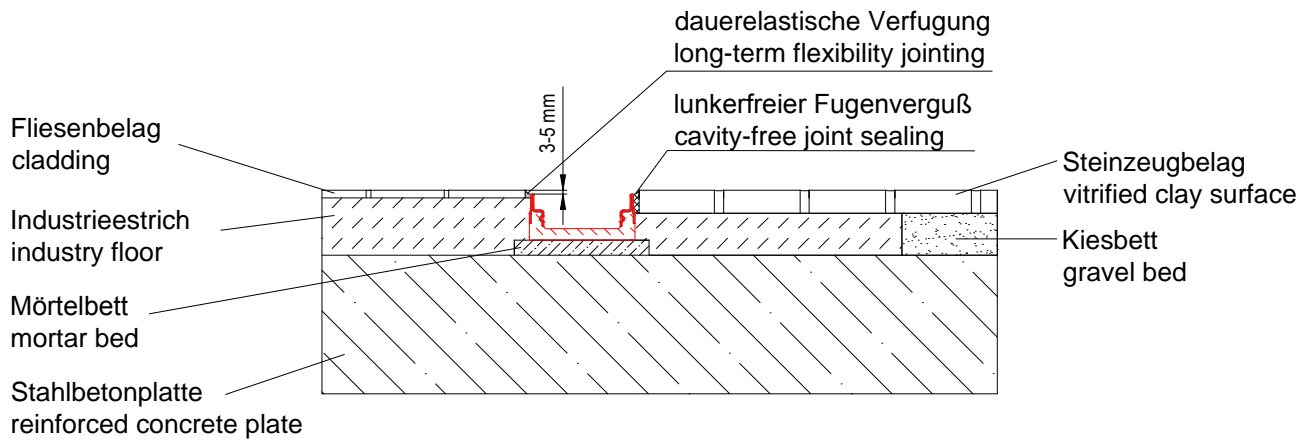 dauerelastische Verfugung
long-term flexibility jointing
lunkerfreier Fugenverguß
cavity-free joint sealing
3-5 mm
Fliesenbelag
cladding
Industrieestrich
industry floor
Mörtelbett
mortar bed
Stahlbetonplatte
reinforced concrete plate
Steinzeugbelag
vitrified clay surface
Kiesbett
gravel bed